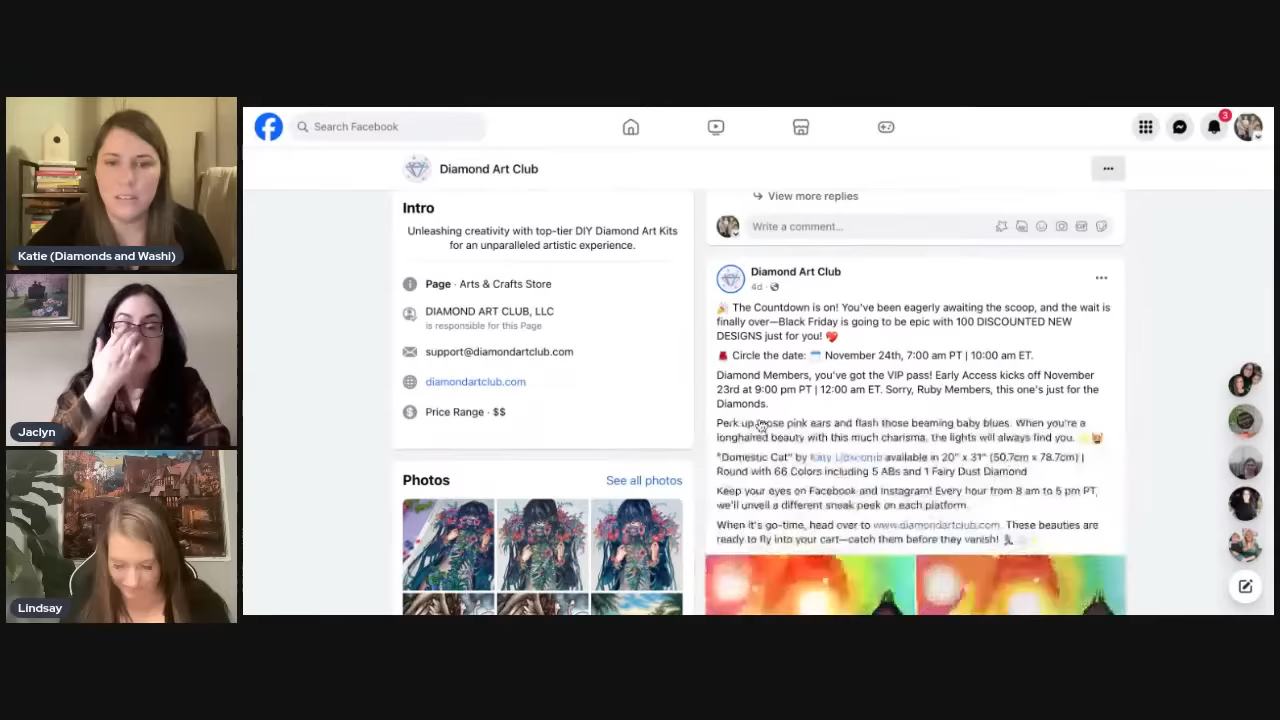 Katie (Diamonds and Washi)
Jaclyn
Lindsay
Search Facebook
3
Diamond Art Club
Intro
Unleashing creativity with top-tier DIY Diamond Art Kits
for an unparalleled artistic experience.
Page · Arts & Crafts Store
DIAMOND ART CLUB, LLC
is responsible for this Page
support@diamondartclub.com
diamondartclub.com
Price Range · $$
Photos
See all photos
View more replies
Write a comment...
GIF
Diamond Art Club
4d ·
The Countdown is on! You've been eagerly awaiting the scoop, and the wait is
finally over—Black Friday is going to be epic with 100 DISCOUNTED NEW
DESIGNS just for you!
Circle the date: November 24th, 7:00 am PT | 10:00 am ET.
Diamond Members, you've got the VIP pass! Early Access kicks off November
23rd at 9:00 pm PT | 12:00 am ET. Sorry, Ruby Members, this one's just for the
Diamonds.
Perk up those pink ears and flash those beaming baby blues. When you're a
longhaired beauty with this much charisma, the lights will always find you.
"Domestic Cat" by Lipscomb available in 20" x 31" (50.7cm x 78.7cm) |
Round with 66 Colors including 5 ABs and 1 Fairy Dust Diamond
Keep your eyes on Facebook and Instagram! Every hour from 8 am to 5 pm PT,
we'll unveil a different sneak peek on each platform.
When it's go-time, head over to www.diamondartclub.com. These beauties are
ready to fly into your cart—catch them before they vanish!